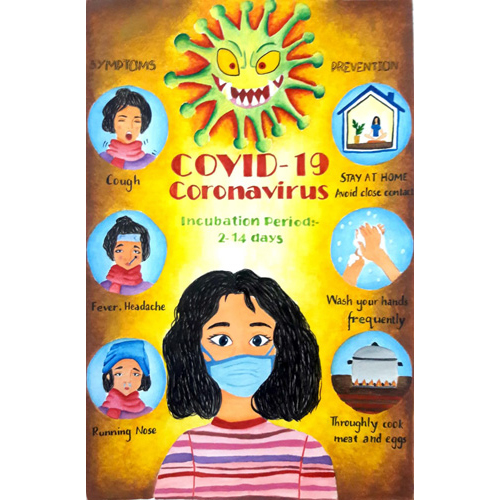 SYMPTOMS
PREVENTION
COVID-19
Coronavirus
Incubation Period:-
2-14 days
Cough
Fever, Headache
Running Nose
STAY AT HOME
Avoid close contact
Wash your hands
frequently
Throughly cook
meat and eggs